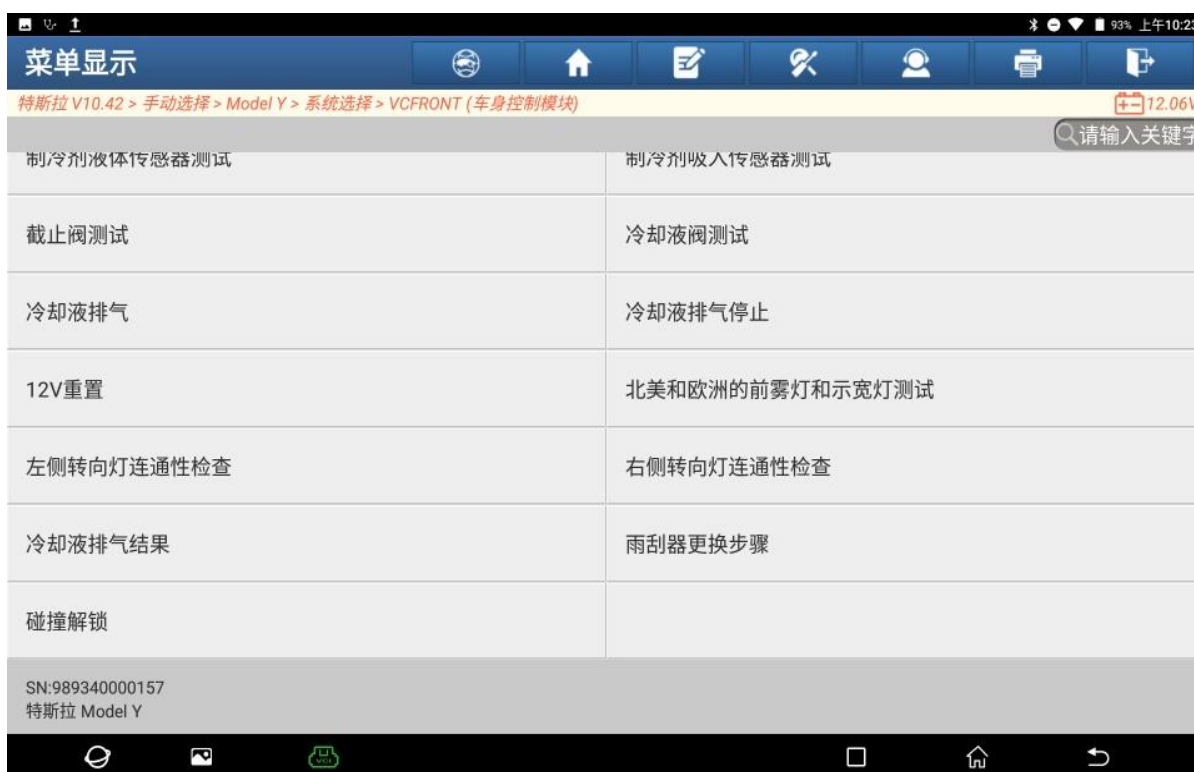 93% 上午10:23
菜单显示
特斯拉 V10.42 > 手动选择 > Model Y > 系统选择 > VCFRONT (车身控制模块)
12.06V
请输入关键字
制冷剂液体传感器测试
制冷剂吸入传感器测试
截止阀测试
冷却液阀测试
冷却液排气
冷却液排气停止
12V重置
北美和欧洲的前雾灯和示宽灯测试
左侧转向灯连通性检查
右侧转向灯连通性检查
冷却液排气结果
雨刮器更换步骤
碰撞解锁
SN:989340000157
特斯拉 Model Y
VCI